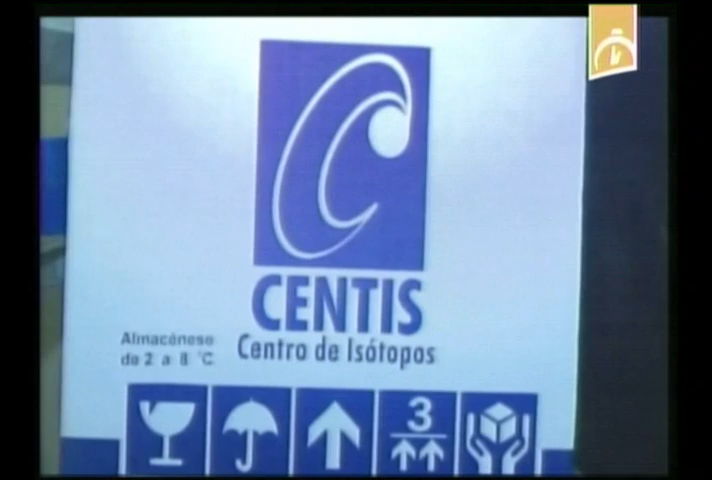 CENTIS
Centro de Isótopos
Almacénese
de 2 a 8 °C
3